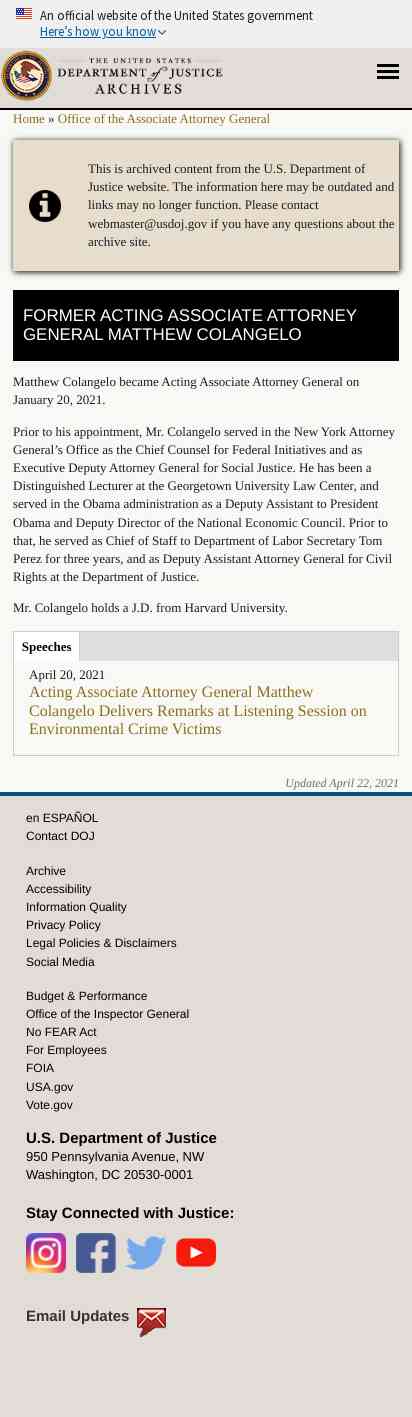 An official website of the United States government
Here's how you know
THE UNITED STATES
DEPARTMENT of JUSTICE
ARCHIVES
Home » Office of the Associate Attorney General
This is archived content from the U.S. Department of
Justice website. The information here may be outdated and
links may no longer function. Please contact
webmaster@usdoj.gov if you have any questions about the
archive site.
FORMER ACTING ASSOCIATE ATTORNEY
GENERAL MATTHEW COLANGELO
Matthew Colangelo became Acting Associate Attorney General on
January 20, 2021.
Prior to his appointment, Mr. Colangelo served in the New York Attorney
General’s Office as the Chief Counsel for Federal Initiatives and as
Executive Deputy Attorney General for Social Justice. He has been a
Distinguished Lecturer at the Georgetown University Law Center, and
served in the Obama administration as a Deputy Assistant to President
Obama and Deputy Director of the National Economic Council. Prior to
that, he served as Chief of Staff to Department of Labor Secretary Tom
Perez for three years, and as Deputy Assistant Attorney General for Civil
Rights at the Department of Justice.
Mr. Colangelo holds a J.D. from Harvard University.
Speeches
April 20, 2021
Acting Associate Attorney General Matthew
Colangelo Delivers Remarks at Listening Session on
Environmental Crime Victims
Updated April 22, 2021
en ESPAÑOL
Contact DOJ
Archive
Accessibility
Information Quality
Privacy Policy
Legal Policies & Disclaimers
Social Media
Budget & Performance
Office of the Inspector General
No FEAR Act
For Employees
FOIA
USA.gov
Vote.gov
U.S. Department of Justice
950 Pennsylvania Avenue, NW
Washington, DC 20530-0001
Stay Connected with Justice:
Email Updates